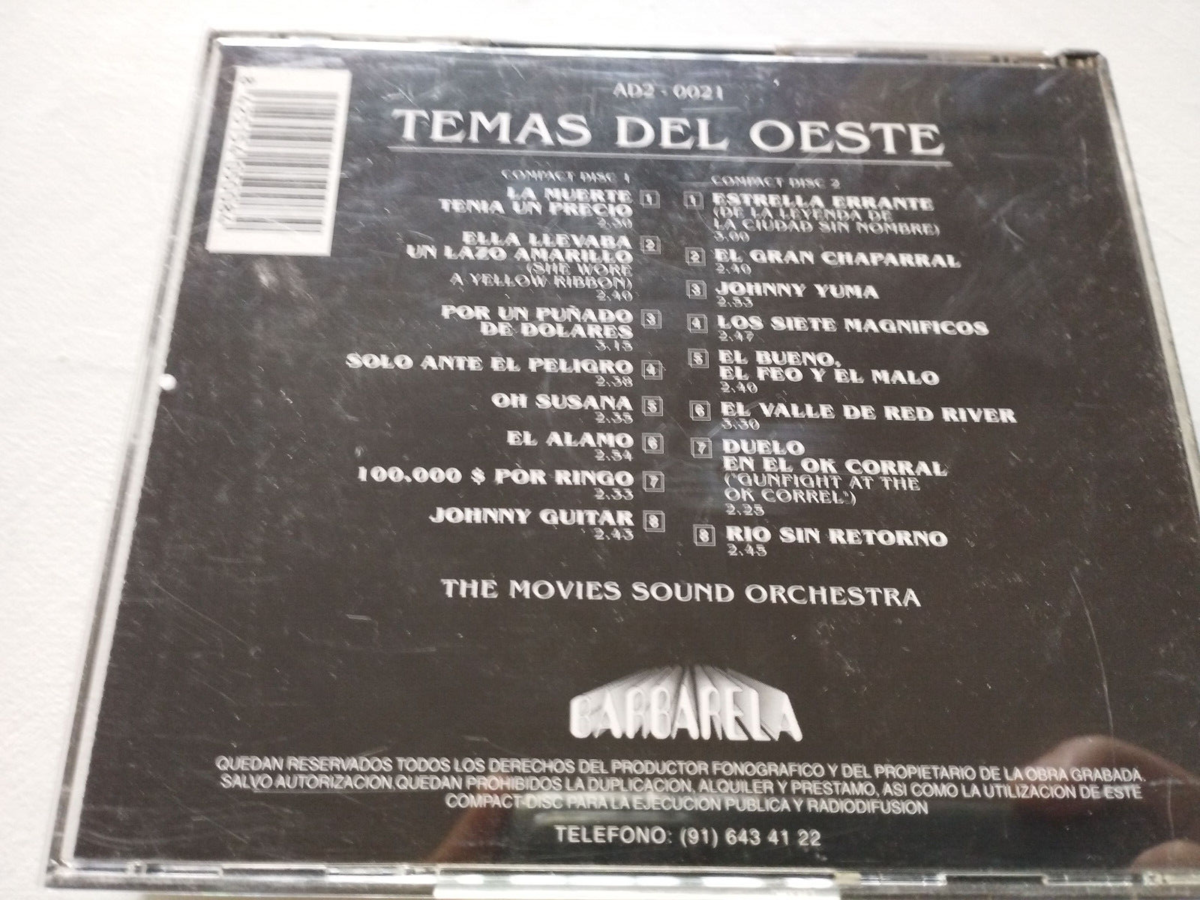 AD2 - 0021
TEMAS DEL OESTE
COMPACT DISC 1
LA MUERTE 1
TENIA UN PRECIO
2.30
ELLA LLEVABA 2
UN LAZO AMARILLO
(SHE WORE
A YELLOW RIBBON)
2.40
POR UN PUÑADO 3
DE DOLARES
3.15
SOLO ANTE EL PELIGRO 4
2.38
OH SUSANA 5
2.35
EL ALAMO 6
2.54
100.000 $ POR RINGO 7
2.33
JOHNNY GUITAR 8
2.43
COMPACT DISC 2
1 ESTRELLA ERRANTE
(DE LA LEYENDA DE
LA CIUDAD SIN NOMBRE)
3.00
2 EL GRAN CHAPARRAL
2.40
3 JOHNNY YUMA
2.53
4 LOS SIETE MAGNIFICOS
2.47
5 EL BUENO,
EL FEO Y EL MALO
2.40
6 EL VALLE DE RED RIVER
3.30
7 DUELO
EN EL OK CORRAL
("GUNFIGHT AT THE
OK CORREL")
2.25
8 RIO SIN RETORNO
2.45
THE MOVIES SOUND ORCHESTRA
BARBARELA
QUEDAN RESERVADOS TODOS LOS DERECHOS DEL PRODUCTOR FONOGRAFICO Y DEL PROPIETARIO DE LA OBRA GRABADA.
SALVO AUTORIZACION QUEDAN PROHIBIDOS LA DUPLICACION, ALQUILER Y PRESTAMO, ASI COMO LA UTILIZACION DE ESTE
COMPACT-DISC PARA LA EJECUCION PUBLICA Y RADIODIFUSION
TELEFONO: (91) 643 41 22